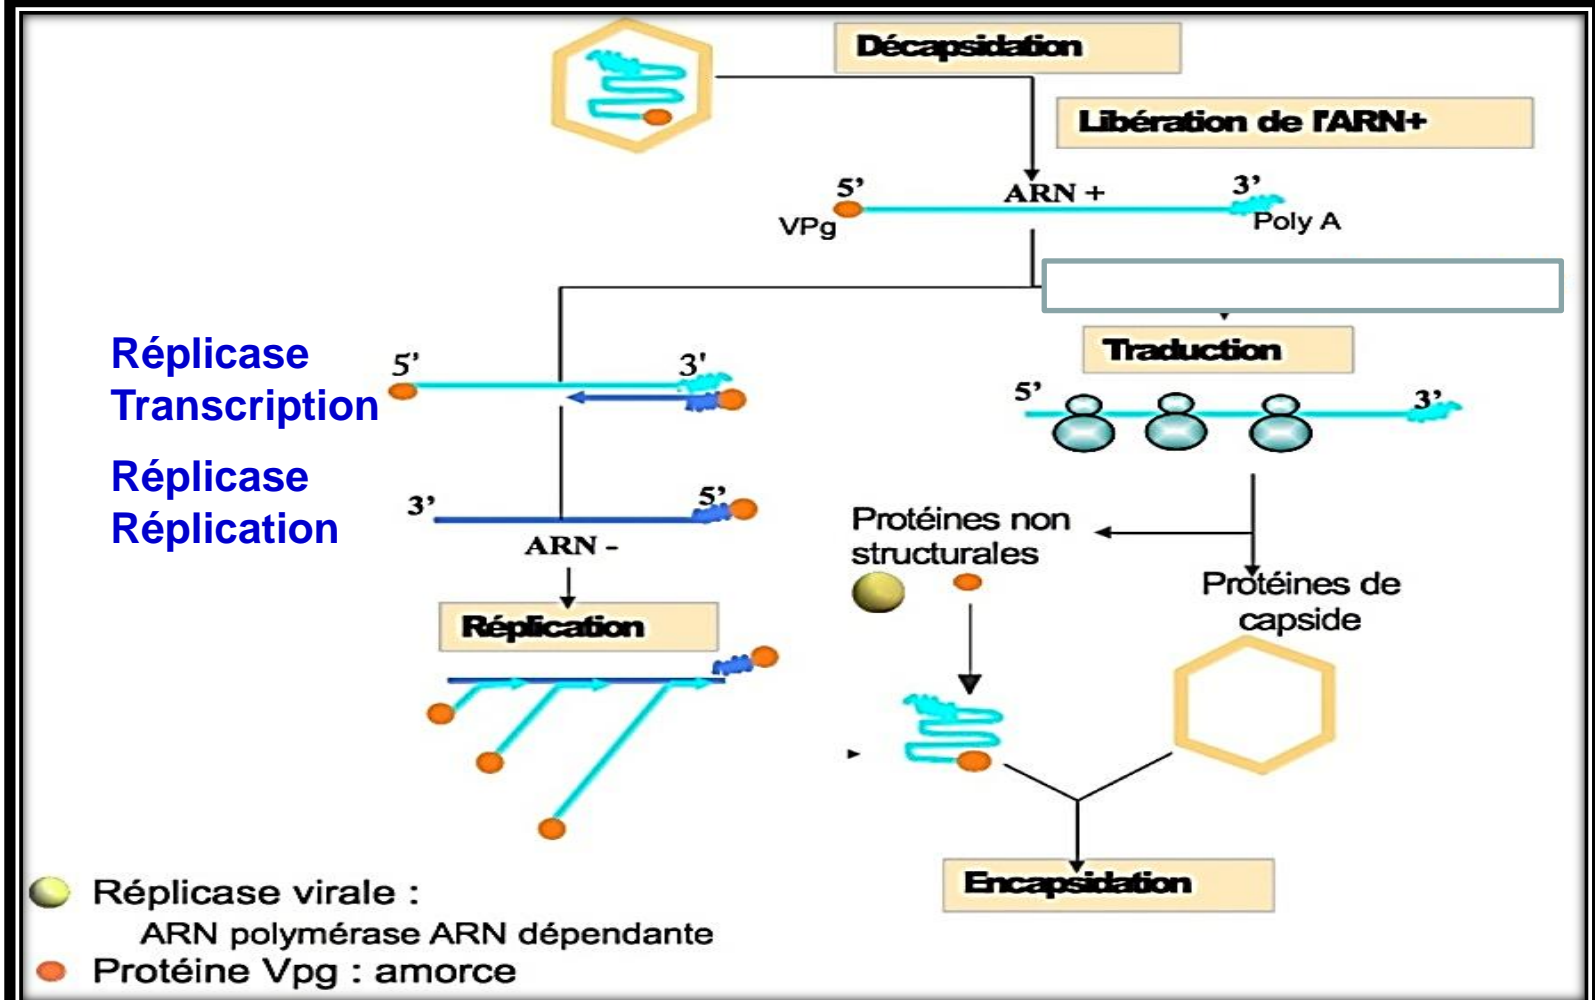 Décapsidation
Libération de l'ARN+
5'
ARN +
3'
VPg
Poly A
Réplicase
Transcription
5'
3'
Traduction
5'
3'
Réplicase
Réplication
3'
5'
ARN -
Protéines non
structurales
Protéines de
capside
Réplication
Encapsidation
Réplicase virale :
ARN polymérase ARN dépendante
Protéine Vpg : amorce